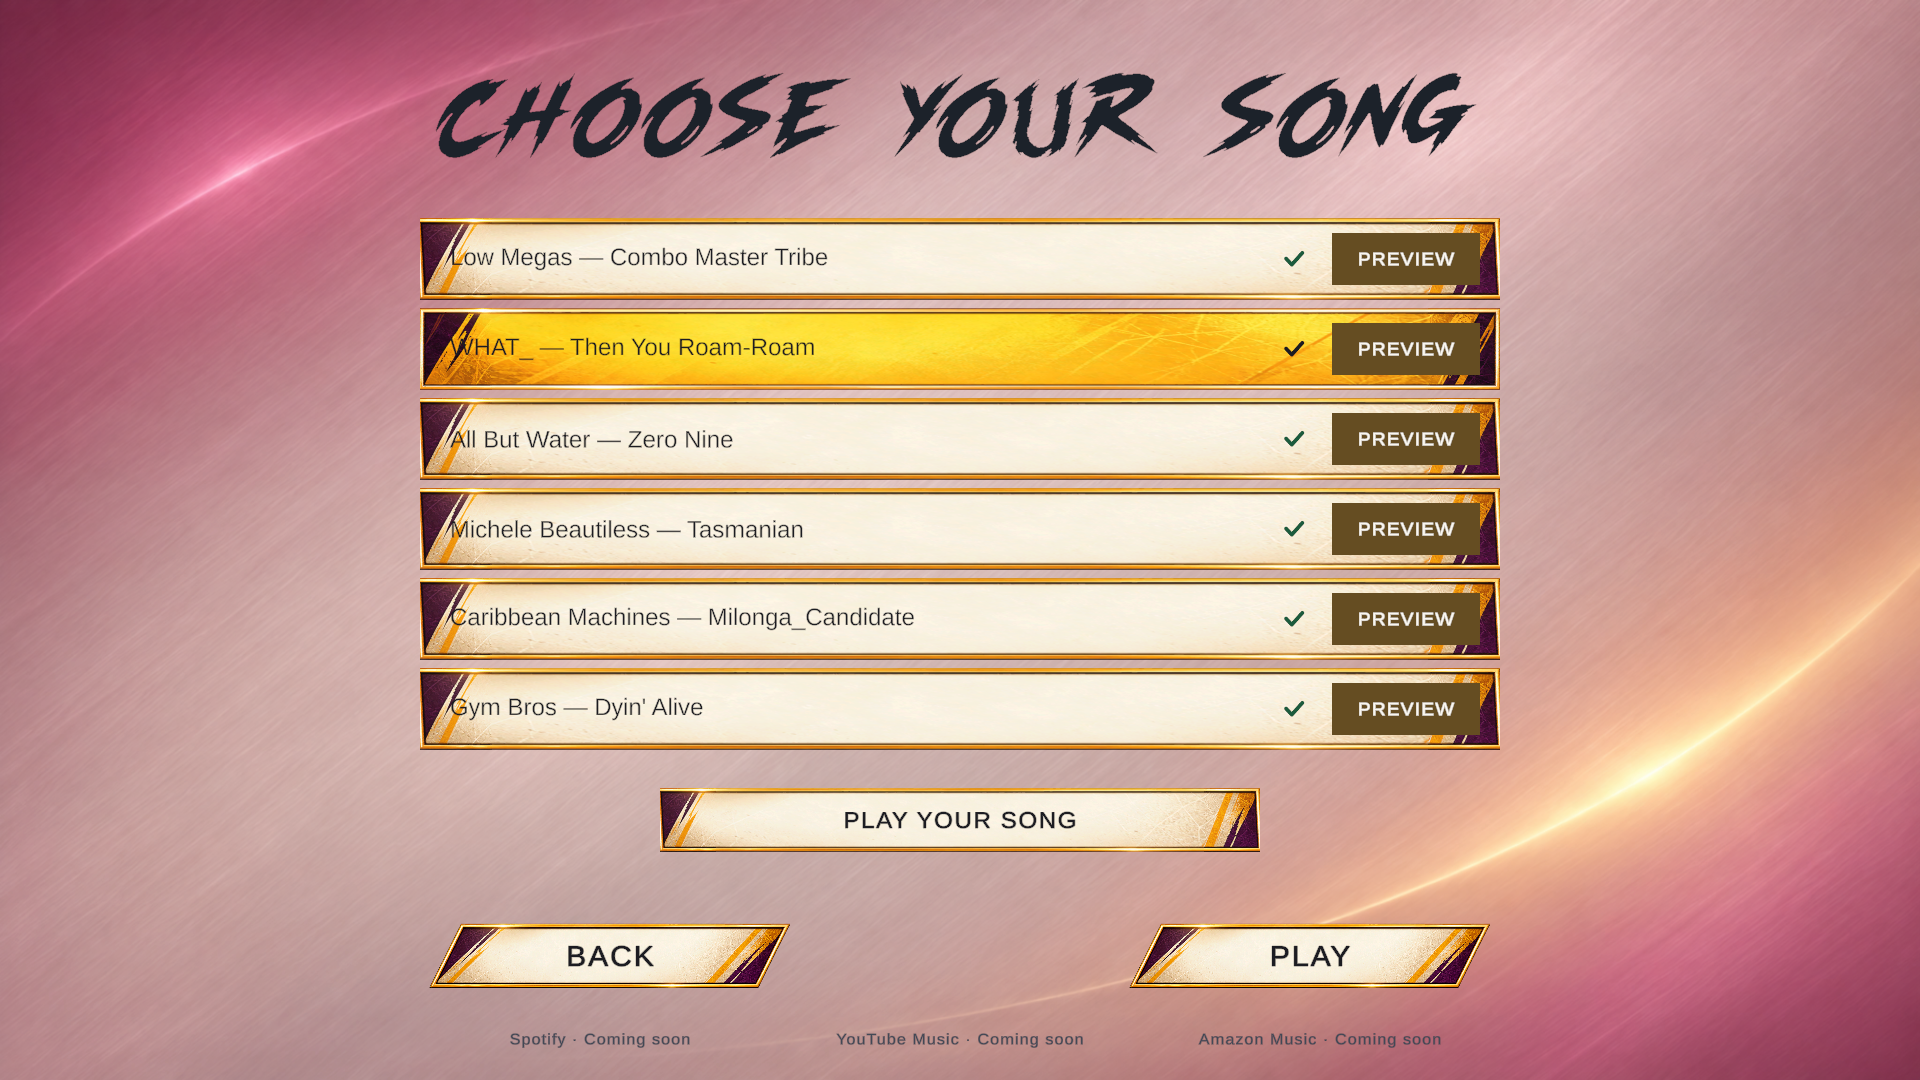 CHOOSE YOUR SONG
Low Megas — Combo Master Tribe PREVIEW
WHAT_ — Then You Roam-Roam PREVIEW
All But Water — Zero Nine PREVIEW
Michele Beautiless — Tasmanian PREVIEW
Caribbean Machines — Milonga_Candidate PREVIEW
Gym Bros — Dyin' Alive PREVIEW
PLAY YOUR SONG
BACK PLAY
Spotify · Coming soon YouTube Music · Coming soon Amazon Music · Coming soon